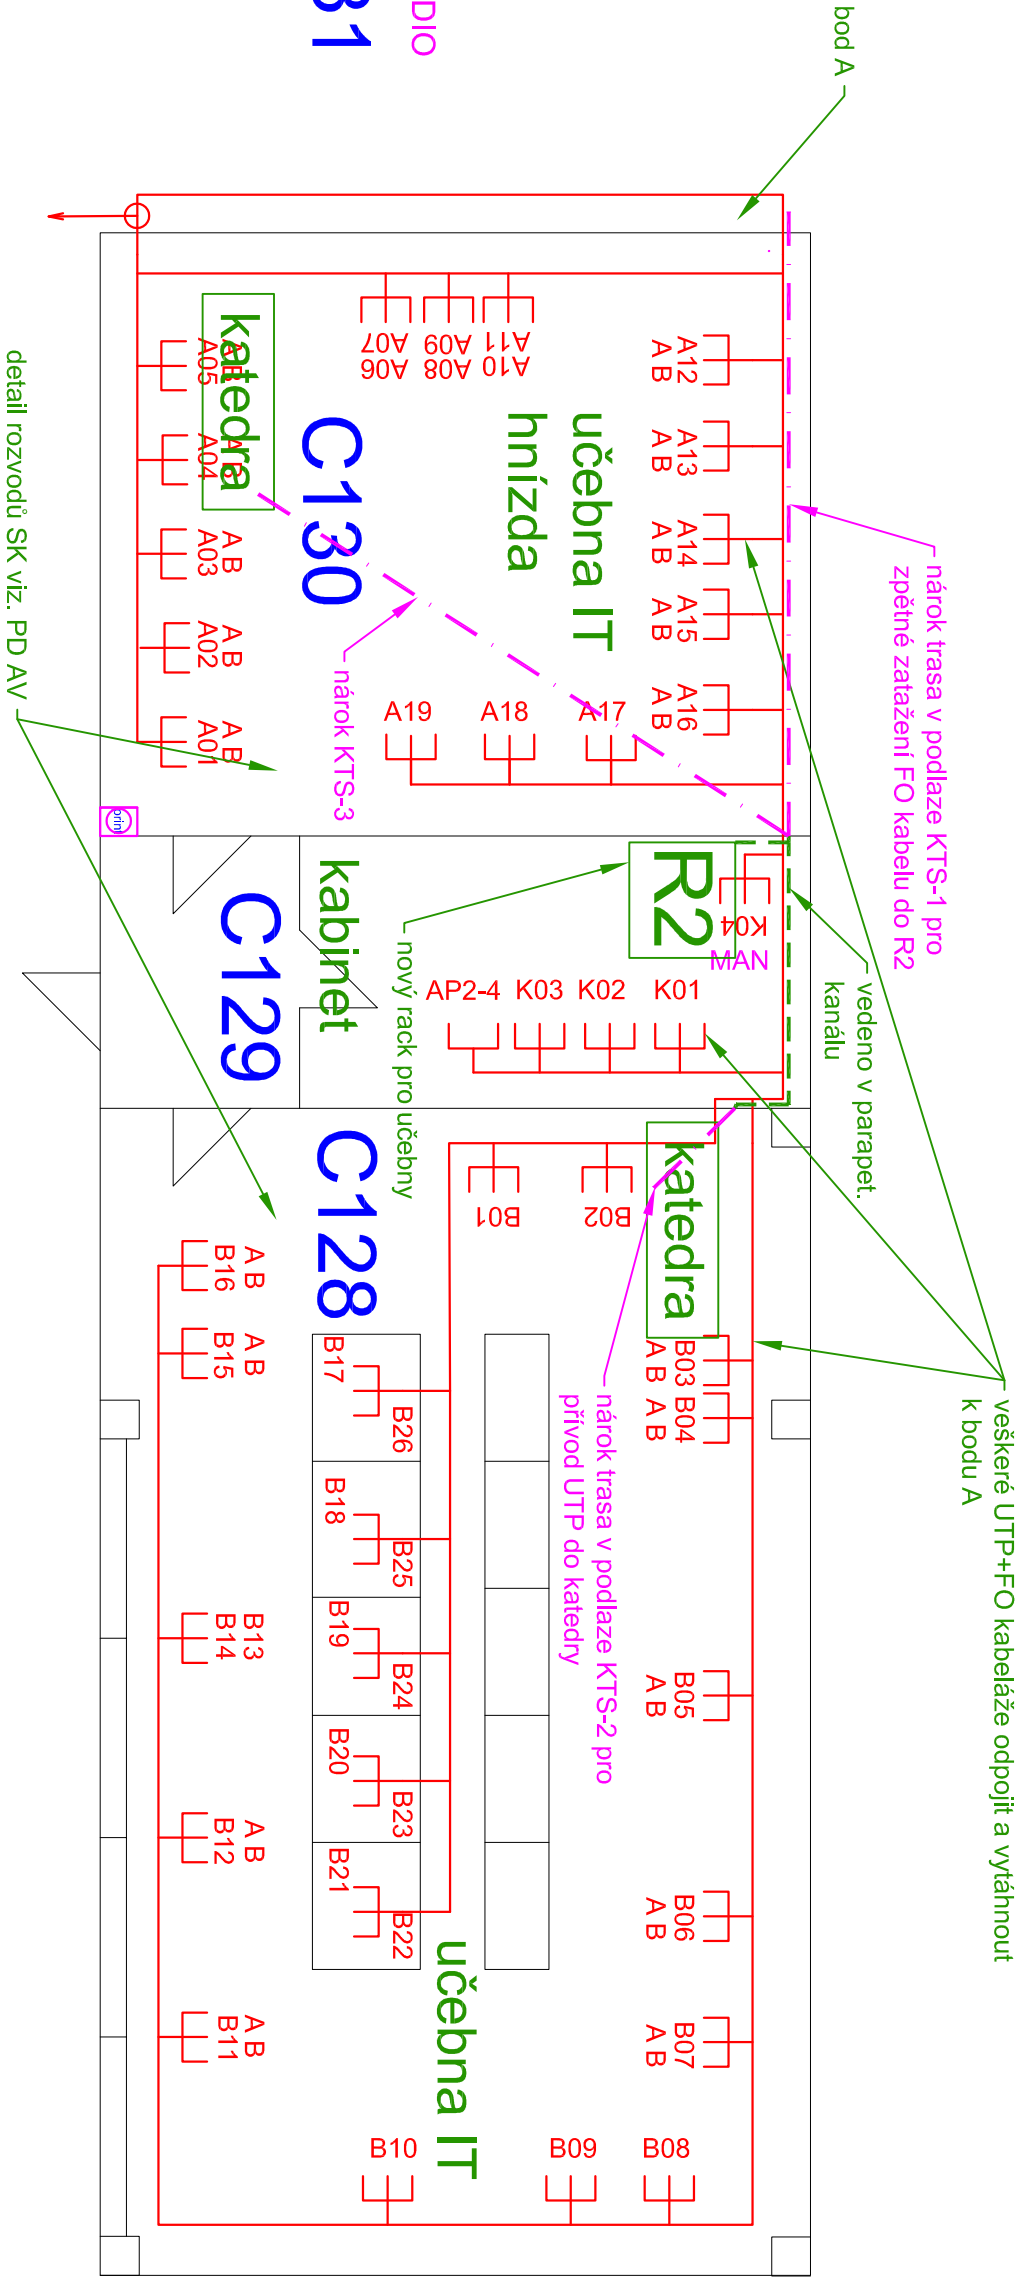 DIO
31
bod A
nárok trasa v podlaze KTS-1 pro
zpětné zatažení FO kabelu do R2
veškeré UTP+FO kabeláže odpojit a vytáhnout
k bodu A
vedeno v parapet.
kanálu
A12
A B
A13
A B
A14
A B
A15
A B
A16
A B
A11
A10
A09
A08
A07
A06
učebna IT
hnízda
C130
katedra
A B
A05
A B
A04
A B
A03
A B
A02
A B
A01
A19
A18
A17
nárok KTS-3
print
R2
K04
MAN
AP2-4
K03
K02
K01
kabinet
C129
nový rack pro učebny
detail rozvodů SK viz. PD AV
C128
B01
B02
katedra
nárok trasa v podlaze KTS-2 pro
přívod UTP do katedry
B03
A B
B04
A B
B05
A B
B06
A B
B07
A B
B17
B26
B18
B25
B19
B24
B20
B23
B21
B22
A B
B16
A B
B15
B13
B14
A B
B12
A B
B11
učebna IT
B10
B09
B08